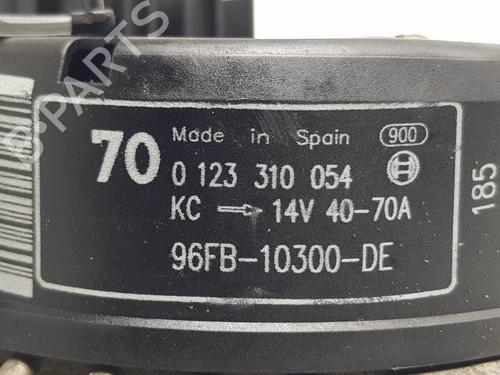 70
Made in Spain
900
0 123 310 054
KC → 14V 40-70A
96FB-10300-DE
185
B-PARTS